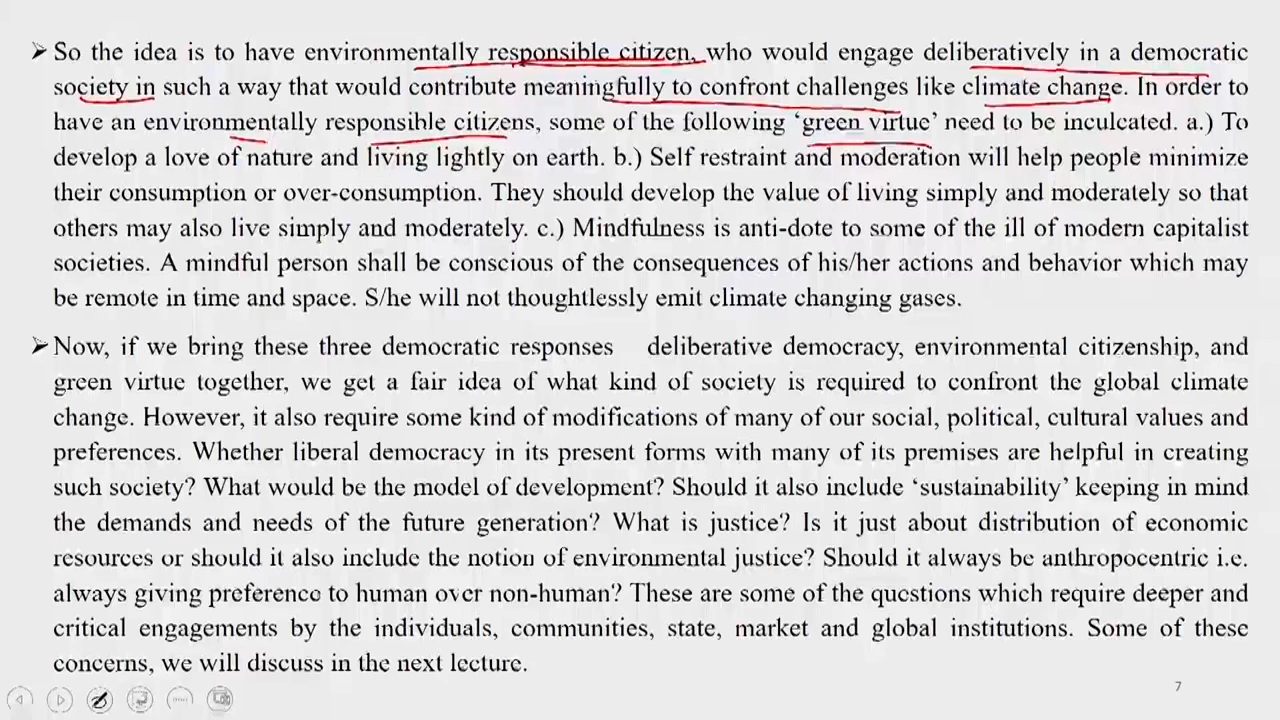 ➢ So the idea is to have environmentally responsible citizen, who would engage deliberatively in a democratic
society in such a way that would contribute meaningfully to confront challenges like climate change. In order to
have an environmentally responsible citizens, some of the following ‘green virtue’ need to be inculcated. a.) To
develop a love of nature and living lightly on earth. b.) Self restraint and moderation will help people minimize
their consumption or over-consumption. They should develop the value of living simply and moderately so that
others may also live simply and moderately. c.) Mindfulness is anti-dote to some of the ill of modern capitalist
societies. A mindful person shall be conscious of the consequences of his/her actions and behavior which may
be remote in time and space. S/he will not thoughtlessly emit climate changing gases.
➢ Now, if we bring these three democratic responses deliberative democracy, environmental citizenship, and
green virtue together, we get a fair idea of what kind of society is required to confront the global climate
change. However, it also require some kind of modifications of many of our social, political, cultural values and
preferences. Whether liberal democracy in its present forms with many of its premises are helpful in creating
such society? What would be the model of development? Should it also include ‘sustainability’ keeping in mind
the demands and needs of the future generation? What is justice? Is it just about distribution of economic
resources or should it also include the notion of environmental justice? Should it always be anthropocentric i.e.
always giving preference to human over non-human? These are some of the questions which require deeper and
critical engagements by the individuals, communities, state, market and global institutions. Some of these
concerns, we will discuss in the next lecture.
7